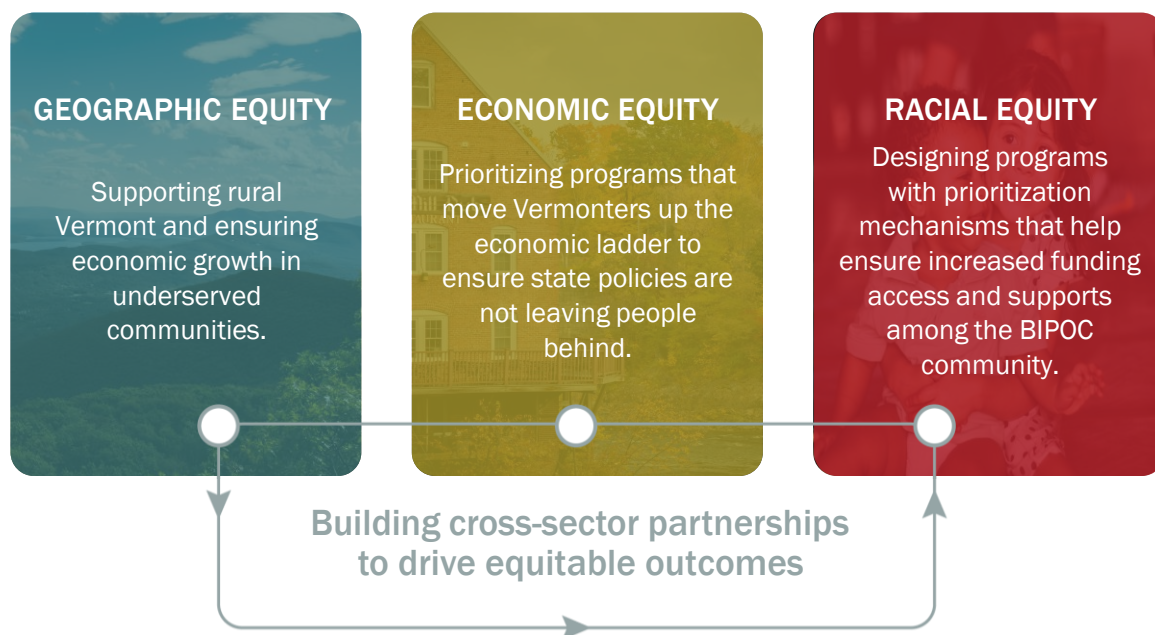 GEOGRAPHIC EQUITY
Supporting rural
Vermont and ensuring
economic growth in
underserved
communities.
ECONOMIC EQUITY
Prioritizing programs that
move Vermonters up the
economic ladder to
ensure state policies are
not leaving people
behind.
RACIAL EQUITY
Designing programs
with prioritization
mechanisms that help
ensure increased funding
access and supports
among the BIPOC
community.
Building cross-sector partnerships
to drive equitable outcomes